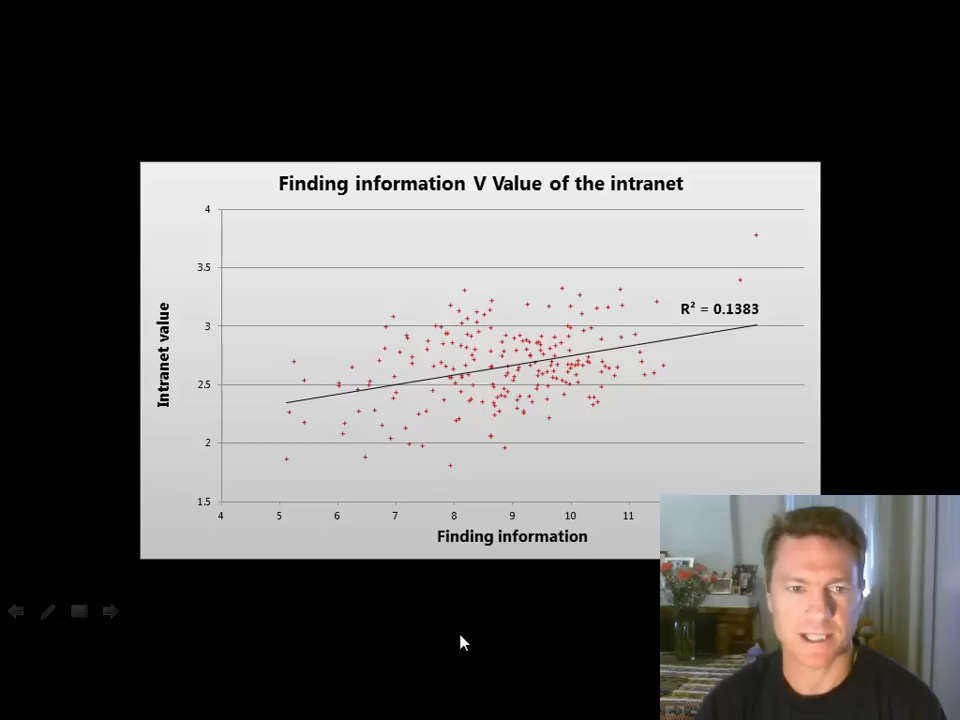 Finding information V Value of the intranet
4
3.5
3
2.5
2
1.5
Intranet value
R² = 0.1383
4 5 6 7 8 9 10 11
Finding information